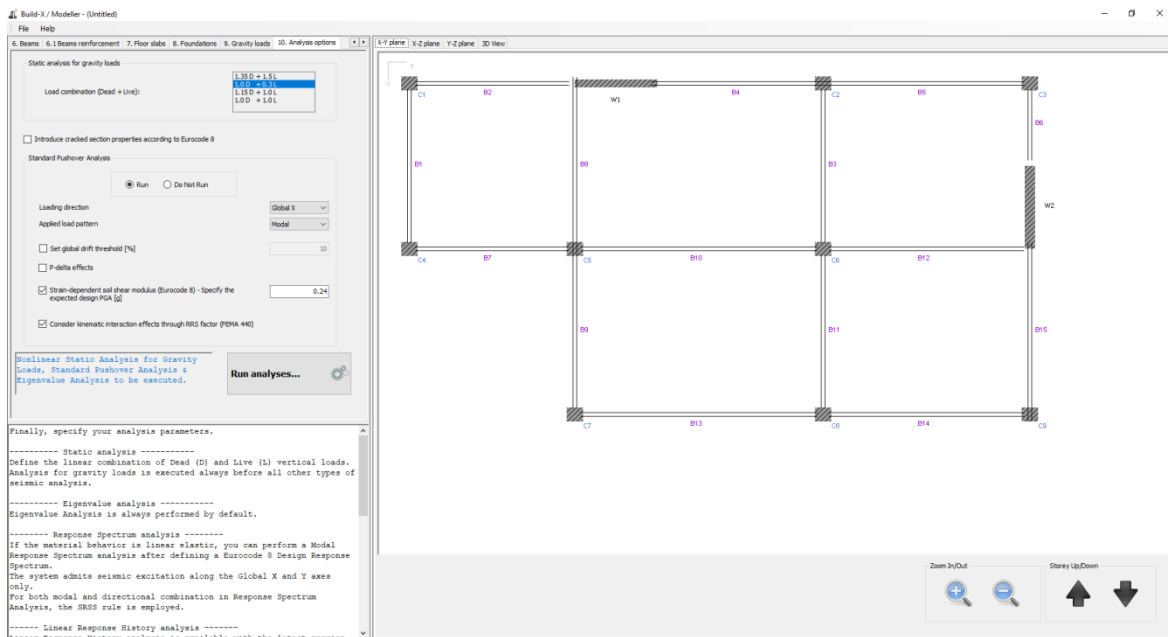 Build-X / Modeller - (Untitled)
File Help
6. Beams 6.1 Beams reinforcement 7. Floor slabs 8. Foundations 9. Gravity loads 10. Analysis options
Static analysis for gravity loads
Load combination (Dead + Live):
1.35 D + 1.5 L
1.0 D + 0.3 L
1.15 D + 1.0 L
1.0 D + 1.0 L
Introduce cracked section properties according to Eurocode 8
Standard Pushover Analysis
Run Do Not Run
Loading direction Global X
Applied load pattern Modal
Set global drift threshold [%] 10
P-delta effects
Strain-dependent soil shear modulus (Eurocode 8) - Specify the
expected design PGA [g] 0.24
Consider kinematic interaction effects through RRS factor (FEMA 440)
Nonlinear Static Analysis for Gravity
Loads, Standard Pushover Analysis &
Eigenvalue Analysis to be executed.
Run analyses...
Finally, specify your analysis parameters.
---------- Static analysis -----------
Define the linear combination of Dead (D) and Live (L) vertical loads.
Analysis for gravity loads is executed always before all other types of
seismic analysis.
---------- Eigenvalue analysis -----------
Eigenvalue Analysis is always performed by default.
-------- Response Spectrum analysis --------
If the material behavior is linear elastic, you can perform a Modal
Response Spectrum analysis after defining a Eurocode 8 Design Response
Spectrum.
The system admits seismic excitation along the Global X and Y axes
only.
For both modal and directional combination in Response Spectrum
Analysis, the SRSS rule is employed.
------ Linear Response History analysis -------
X-Y plane X-Z plane Y-Z plane 3D View
X
Y
C1 B2 W1 B4 C2 B5 C3
B6
B1 B8 B3
W2
C4 B7 C5 B10 C6 B12
B9 B11 B15
C7 B13 C8 B14 C9
Zoom In/Out Storey Up/Down